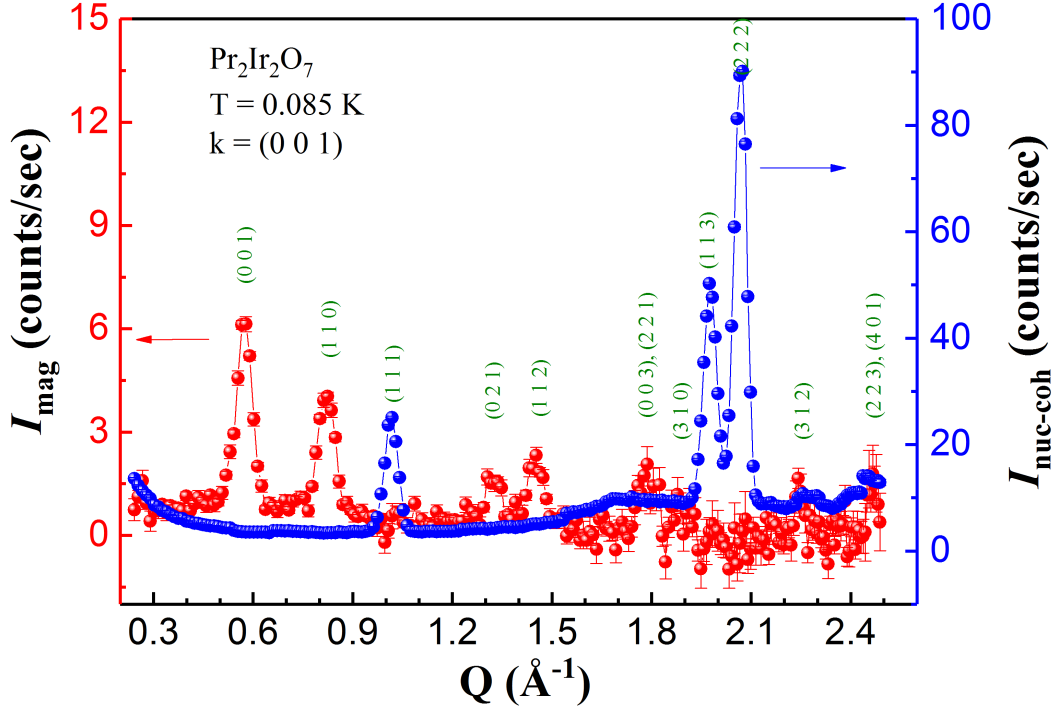 15
12
9
6
3
0
I mag (counts/sec)
Pr2Ir2O7
T = 0.085 K
k = (0 0 1)
(0 0 1)
(1 1 0)
(1 1 1)
(0 2 1)
(1 1 2)
(0 0 3), (2 2 1)
(3 1 0)
(1 1 3)
(2 2 2)
(3 1 2)
(2 2 3), (4 0 1)
100
80
60
40
20
0
I nuc-coh (counts/sec)
0.3 0.6 0.9 1.2 1.5 1.8 2.1 2.4
Q (Å-1)